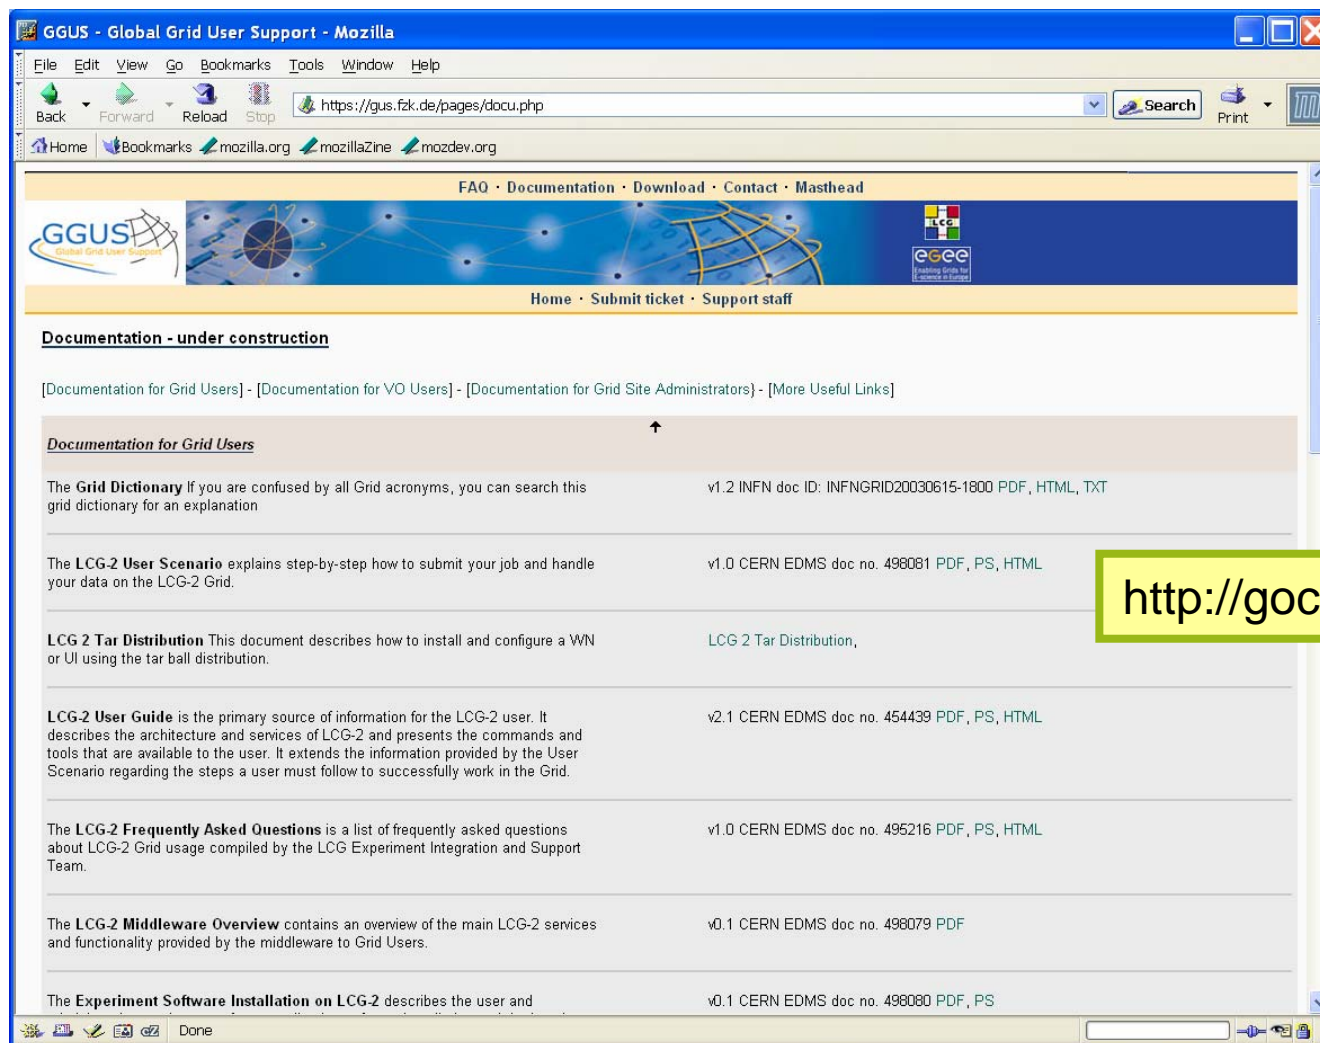 GGUS - Global Grid User Support - Mozilla
File Edit View Go Bookmarks Tools Window Help
Back Forward Reload Stop https://gus.fzk.de/pages/docu.php Search Print
Home Bookmarks mozilla.org mozillaZine mozdev.org
FAQ · Documentation · Download · Contact · Masthead
GGUS
Global Grid User Support
LCG
egee
Enabling Grids for
E-science in Europe
Home · Submit ticket · Support staff
Documentation - under construction
[Documentation for Grid Users] - [Documentation for VO Users] - [Documentation for Grid Site Administrators} - [More Useful Links]
Documentation for Grid Users
The Grid Dictionary If you are confused by all Grid acronyms, you can search this
grid dictionary for an explanation
v1.2 INFN doc ID: INFNGRID20030615-1800 PDF, HTML, TXT
The LCG-2 User Scenario explains step-by-step how to submit your job and handle
your data on the LCG-2 Grid.
v1.0 CERN EDMS doc no. 498081 PDF, PS, HTML
http://goc
LCG 2 Tar Distribution This document describes how to install and configure a WN
or UI using the tar ball distribution.
LCG 2 Tar Distribution,
LCG-2 User Guide is the primary source of information for the LCG-2 user. It
describes the architecture and services of LCG-2 and presents the commands and
tools that are available to the user. It extends the information provided by the User
Scenario regarding the steps a user must follow to successfully work in the Grid.
v2.1 CERN EDMS doc no. 454439 PDF, PS, HTML
The LCG-2 Frequently Asked Questions is a list of frequently asked questions
about LCG-2 Grid usage compiled by the LCG Experiment Integration and Support
Team.
v1.0 CERN EDMS doc no. 495216 PDF, PS, HTML
The LCG-2 Middleware Overview contains an overview of the main LCG-2 services
and functionality provided by the middleware to Grid Users.
v0.1 CERN EDMS doc no. 498079 PDF
The Experiment Software Installation on LCG-2 describes the user and
v0.1 CERN EDMS doc no. 498080 PDF, PS
Done